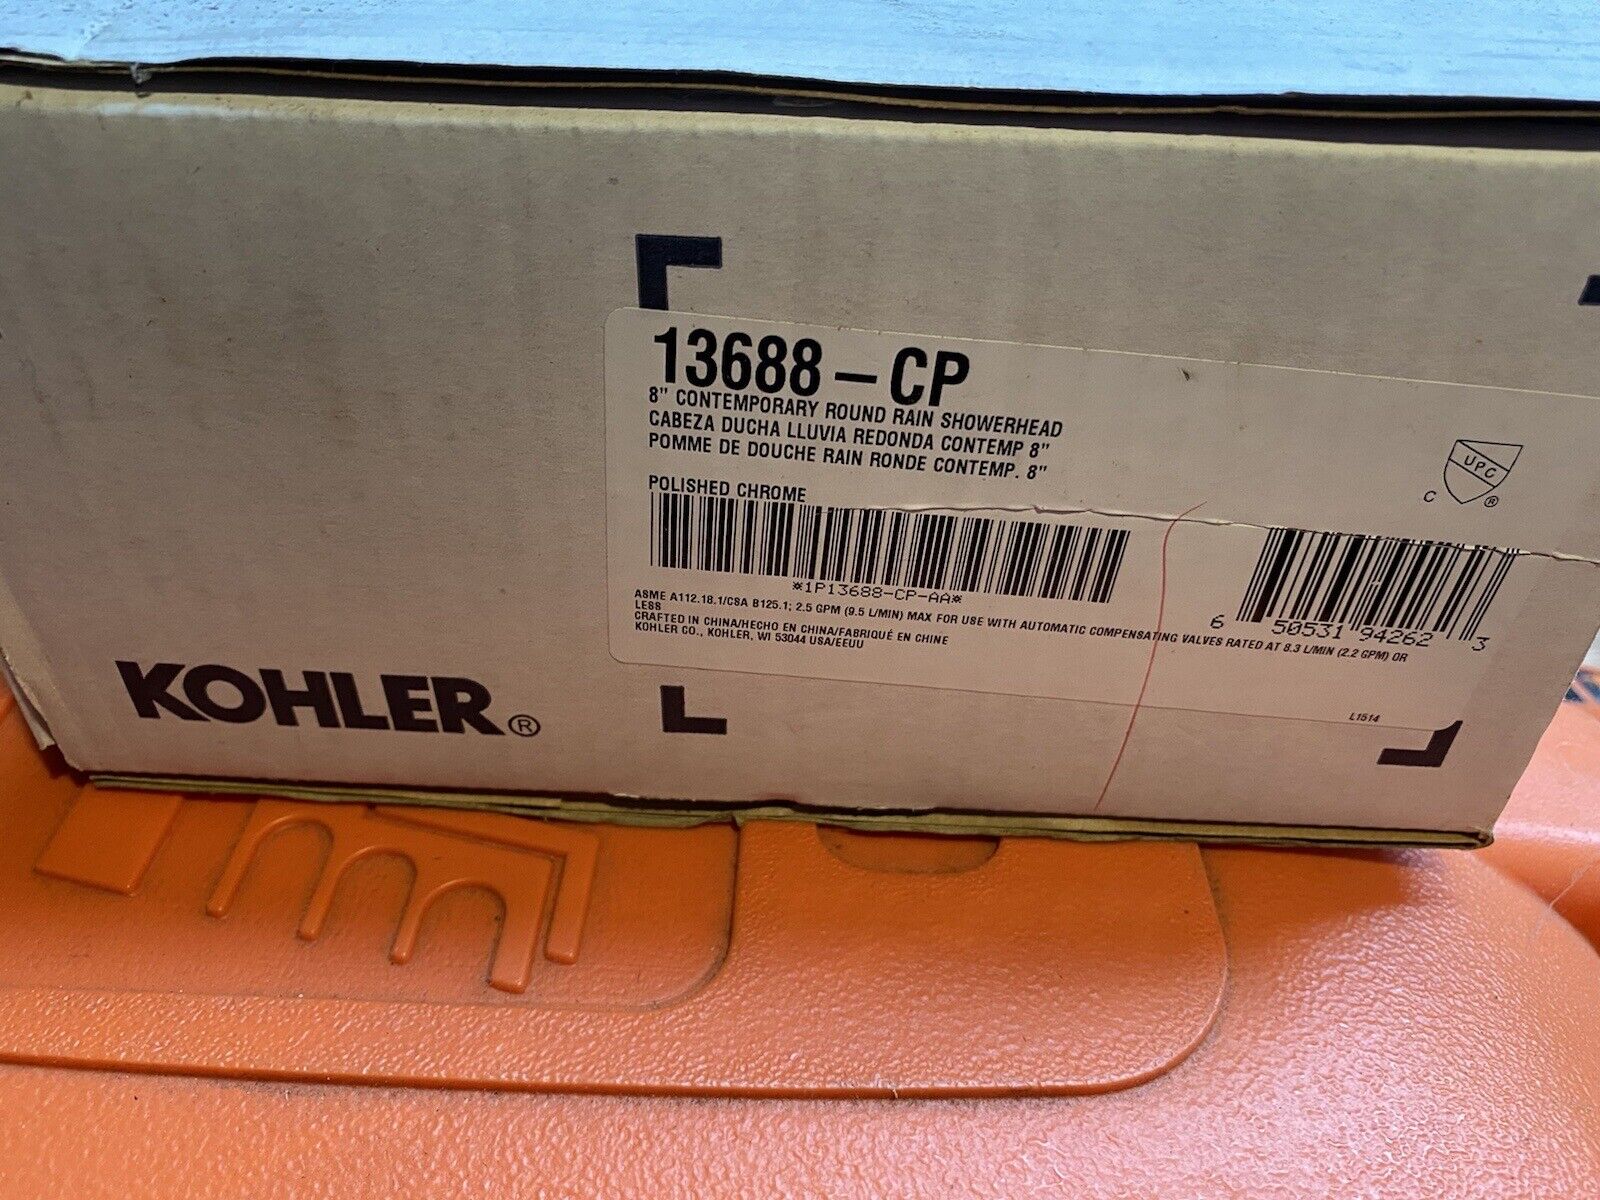 13688-CP
8" CONTEMPORARY ROUND RAIN SHOWERHEAD
CABEZA DUCHA LLUVIA REDONDA CONTEMP 8"
POMME DE DOUCHE RAIN RONDE CONTEMP. 8"
UPC
C ®
POLISHED CHROME
*1P13688-CP-AA*
6 50531 94262 3
ASME A112.18.1/CSA B125.1; 2.5 GPM (9.5 L/MIN) MAX FOR USE WITH AUTOMATIC COMPENSATING VALVES RATED AT 8.3 L/MIN (2.2 GPM) OR
LESS
CRAFTED IN CHINA/HECHO EN CHINA/FABRIQUÉ EN CHINE
KOHLER CO., KOHLER, WI 53044 USA/EEUU
L1514
KOHLER®